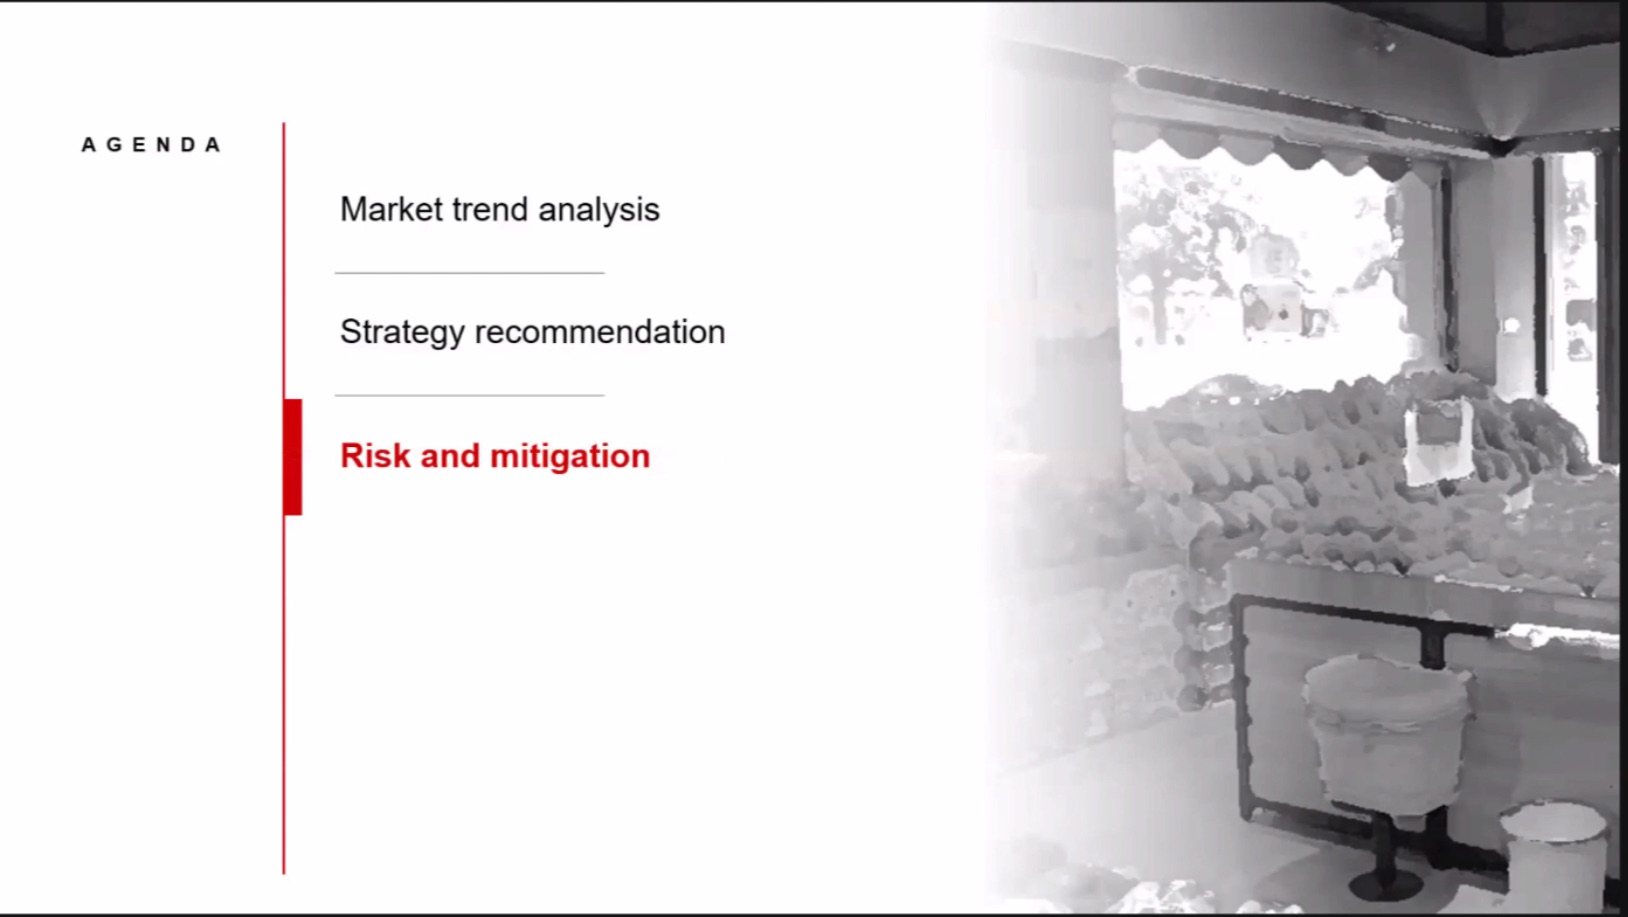 AGENDA
Market trend analysis
Strategy recommendation
Risk and mitigation